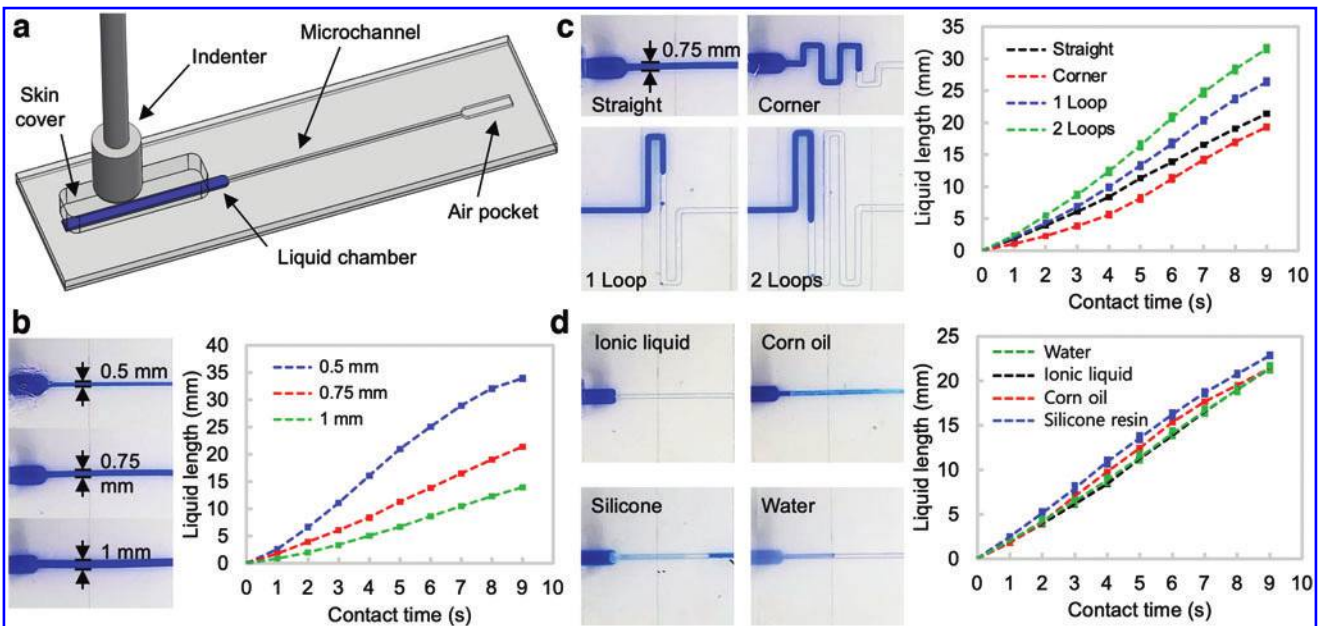 a
Indenter
Microchannel
Skin
cover
Air pocket
Liquid chamber
b
0.5 mm
0.75
mm
1 mm
Liquid length (mm)
40
35
30
25
20
15
10
5
0
0.5 mm
0.75 mm
1 mm
0 1 2 3 4 5 6 7 8 9 10
Contact time (s)
c
0.75 mm
Straight
Corner
1 Loop
2 Loops
Liquid length (mm)
35
30
25
20
15
10
5
0
Straight
Corner
1 Loop
2 Loops
0 1 2 3 4 5 6 7 8 9 10
Contact time (s)
d
Ionic liquid
Corn oil
Silicone
Water
Liquid length (mm)
25
20
15
10
5
0
Water
Ionic liquid
Corn oil
Silicone resin
0 1 2 3 4 5 6 7 8 9 10
Contact time (s)